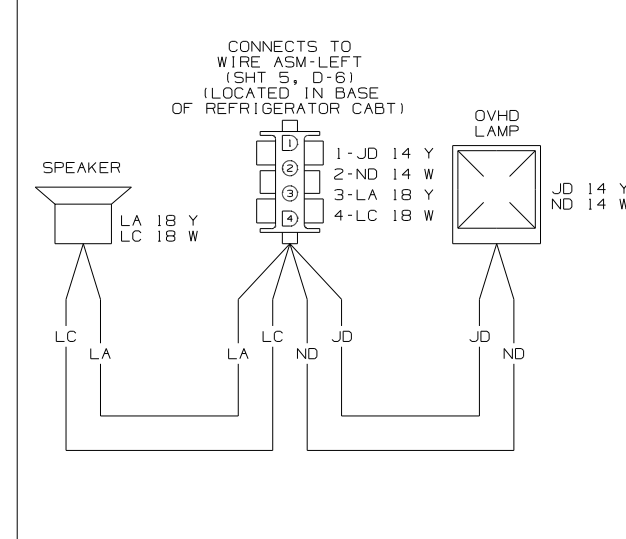 CONNECTS TO
WIRE ASM-LEFT
(SHT 5, D-6)
(LOCATED IN BASE
OF REFRIGERATOR CABT)
OVHD
LAMP
SPEAKER
1
2
3
4
1-JD 14 Y
2-ND 14 W
3-LA 18 Y
4-LC 18 W
JD 14 Y
ND 14 W
LA 18 Y
LC 18 W
LC
LA
LA
LC
ND
JD
JD
ND